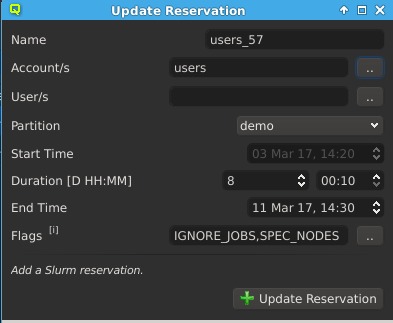 Update Reservation
Name users_57
Account/s users ..
User/s ..
Partition demo
Start Time 03 Mar 17, 14:20
Duration [D HH:MM] 8 00:10
End Time 11 Mar 17, 14:30
Flags [i] IGNORE_JOBS,SPEC_NODES ..
Add a Slurm reservation.
Update Reservation